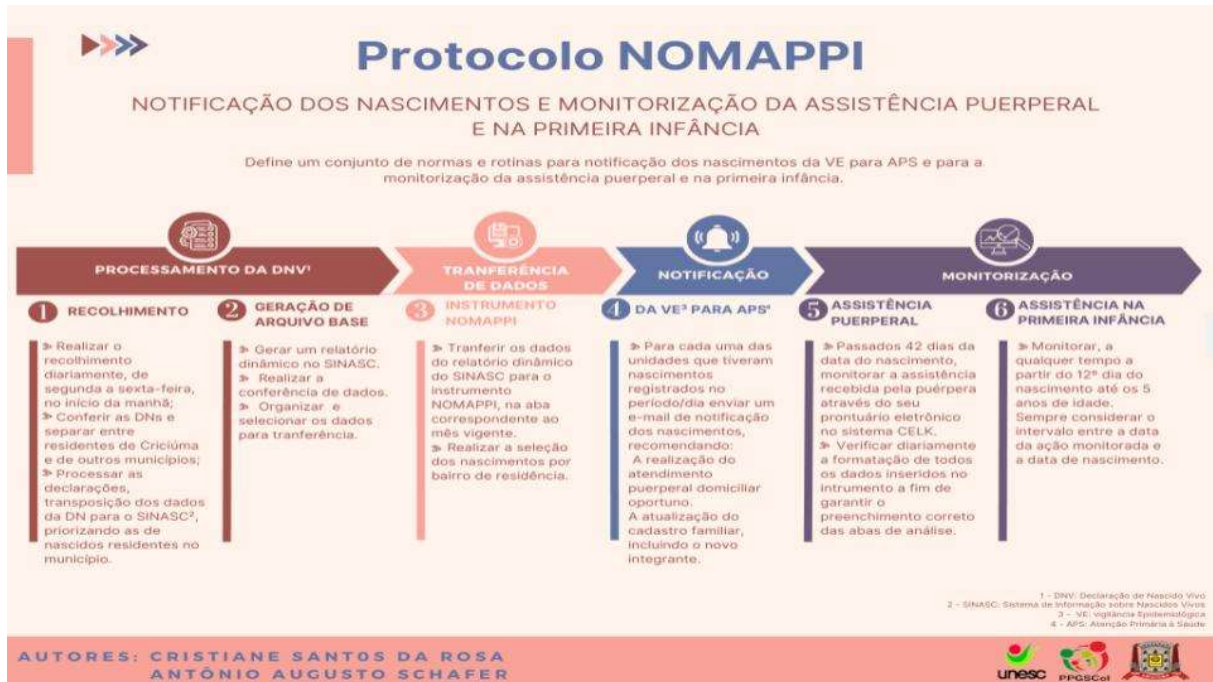 Protocolo NOMAPPI
NOTIFICAÇÃO DOS NASCIMENTOS E MONITORIZAÇÃO DA ASSISTÊNCIA PUERPERAL
E NA PRIMEIRA INFÂNCIA
Define um conjunto de normas e rotinas para notificação dos nascimentos da VE para APS e para a
monitorização da assistência puerperal e na primeira infância.
PROCESSAMENTO DA DNV¹
TRANFERÊNCIA
DE DADOS
NOTIFICAÇÃO
MONITORIZAÇÃO
1 RECOLHIMENTO
Realizar o
recolhimento
diariamente, de
segunda a sexta-feira,
no início da manhã;
Conferir as DNs e
separar entre
residentes de Criciúma
e de outros municípios;
Processar as
declarações,
transposição dos dados
da DN para o SINASC²,
priorizando as de
nascidos residentes no
município.
2 GERAÇÃO DE
ARQUIVO BASE
Gerar um relatório
dinâmico no SINASC.
Realizar a
conferência de dados.
Organizar e
selecionar os dados
para tranferência.
3 INSTRUMENTO
NOMAPPI
Tranferir os dados
do relatório dinâmico
do SINASC para o
instrumento
NOMAPPI, na aba
correspondente ao
mês vigente.
Realizar a seleção
dos nascimentos por
bairro de residência.
4 DA VE³ PARA APS⁴
Para cada uma das
unidades que tiveram
nascimentos
registrados no
período/dia enviar um
e-mail de notificação
dos nascimentos,
recomendando:
A realização do
atendimento
puerperal domiciliar
oportuno.
A atualização do
cadastro familiar,
incluindo o novo
integrante.
5 ASSISTÊNCIA
PUERPERAL
Passados 42 dias da
data do nascimento,
monitorar a assistência
recebida pela puérpera
através do seu
prontuário eletrônico
no sistema CELK.
Verificar diariamente
a formatação de todos
os dados inseridos no
intrumento a fim de
garantir o
preenchimento correto
das abas de análise.
6 ASSISTÊNCIA NA
PRIMEIRA INFÂNCIA
Monitorar, a
qualquer tempo a
partir do 12º dia do
nascimento até os 5
anos de idade.
Sempre considerar o
intervalo entre a data
da ação monitorada e
a data de nascimento.
1 - DNV: Declaração de Nascido Vivo
2 - SINASC: Sistema de Informação sobre Nascidos Vivos
3 - VE: vigilância Epidemiológica
4 - APS: Atenção Primária à Saúde
AUTORES: CRISTIANE SANT0S DA ROSA
ANTÔNIO AUGUSTO SCHAFER
unesc
PPGSCol